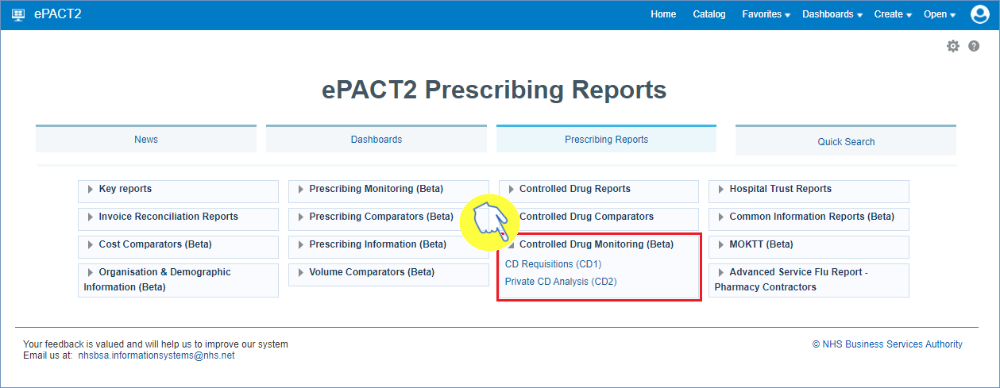 ePACT2
Home Catalog Favorites Dashboards Create Open
ePACT2 Prescribing Reports
News
Dashboards
Prescribing Reports
Quick Search
Key reports
Prescribing Monitoring (Beta)
Controlled Drug Reports
Hospital Trust Reports
Invoice Reconciliation Reports
Prescribing Comparators (Beta)
Controlled Drug Comparators
Common Information Reports (Beta)
Cost Comparators (Beta)
Prescribing Information (Beta)
Controlled Drug Monitoring (Beta)
CD Requisitions (CD1)
Private CD Analysis (CD2)
MOKTT (Beta)
Organisation & Demographic
Information (Beta)
Volume Comparators (Beta)
Advanced Service Flu Report -
Pharmacy Contractors
Your feedback is valued and will help us to improve our system
Email us at: nhsbsa.informationsystems@nhs.net
© NHS Business Services Authority